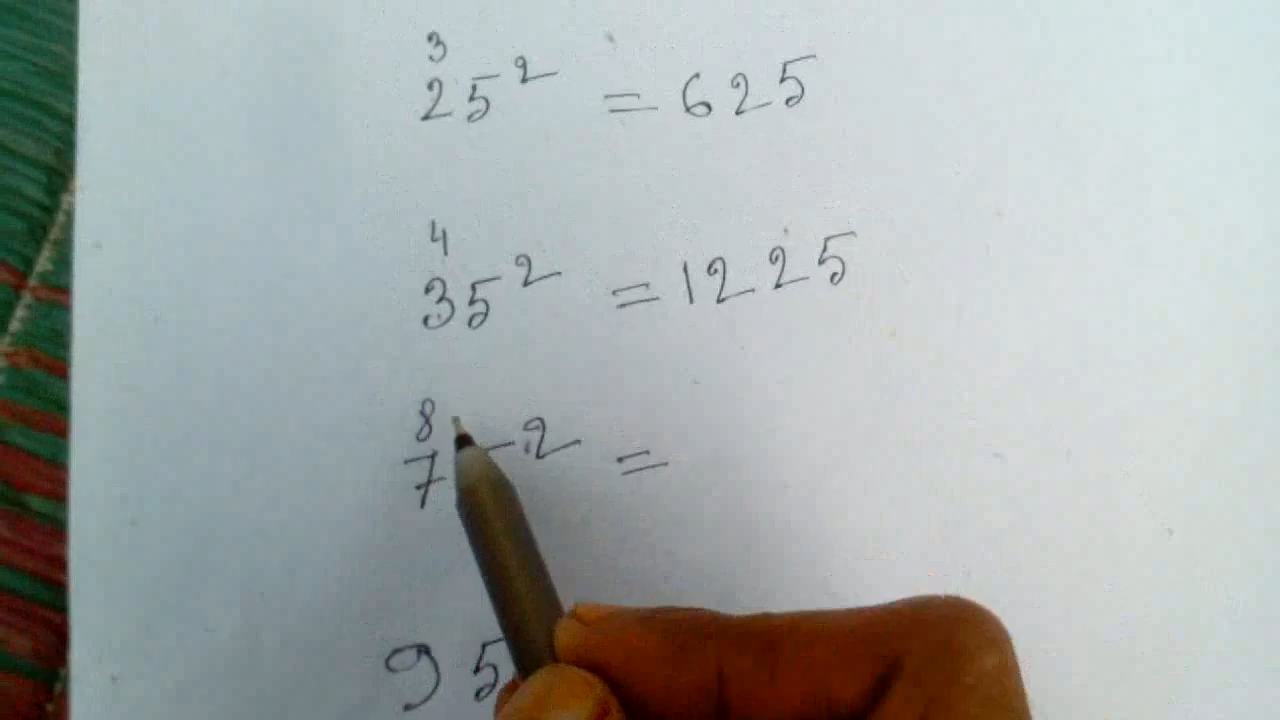 3
25² = 625
4
35² = 1225
8
7 ² =
95